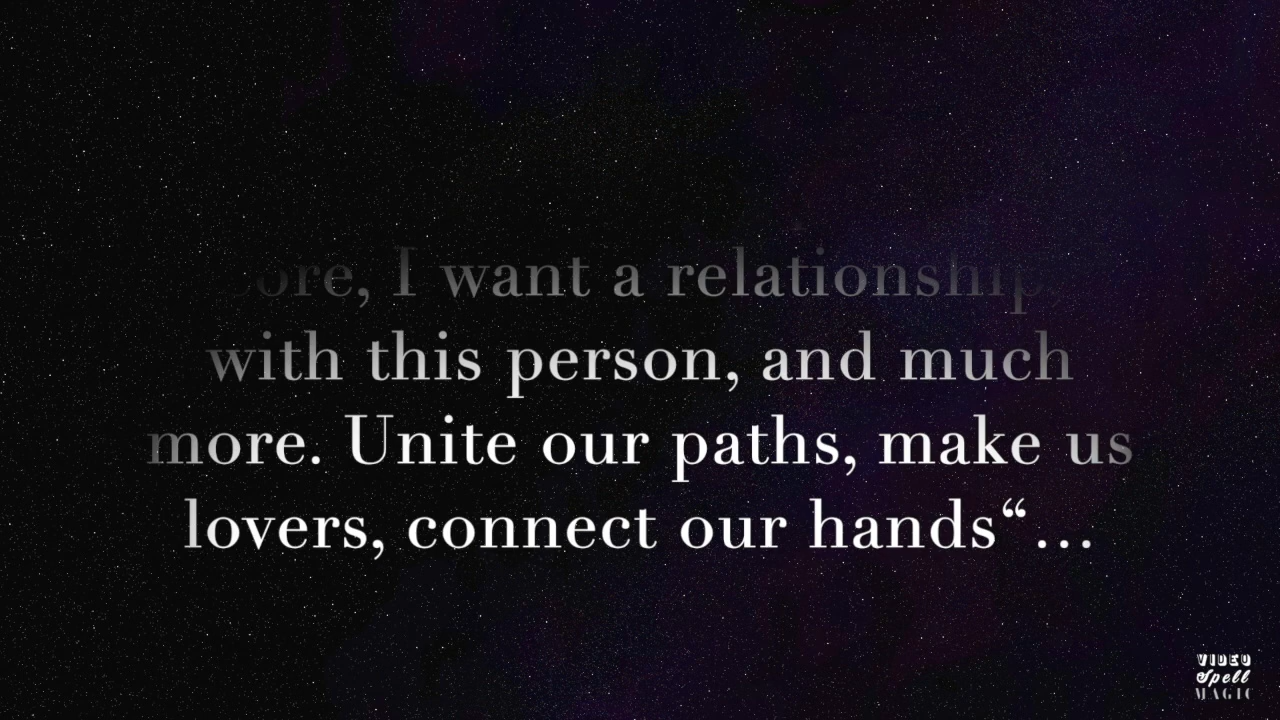 ore, I want a relationship
with this person, and much
more. Unite our paths, make us
lovers, connect our hands“…
VIDEO
Spell
MAGIC